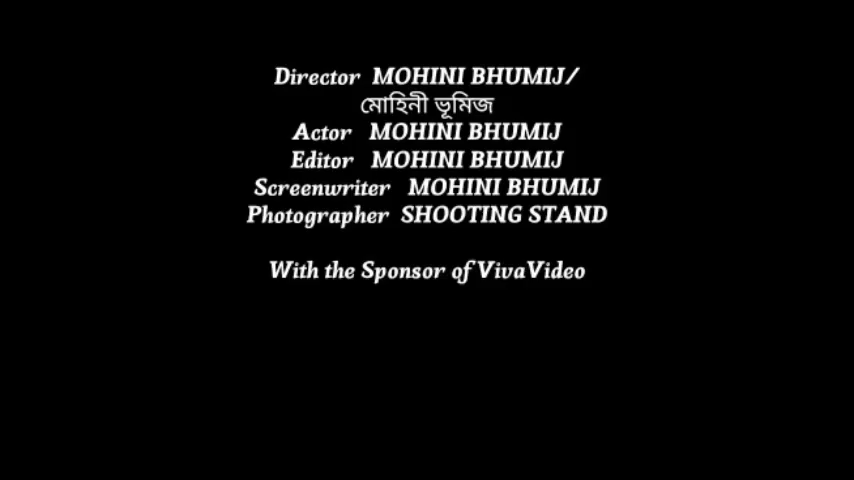 Director MOHINI BHUMIJ/
মোহিনী ভূমিজ
Actor MOHINI BHUMIJ
Editor MOHINI BHUMIJ
Screenwriter MOHINI BHUMIJ
Photographer SHOOTING STAND
With the Sponsor of VivaVideo